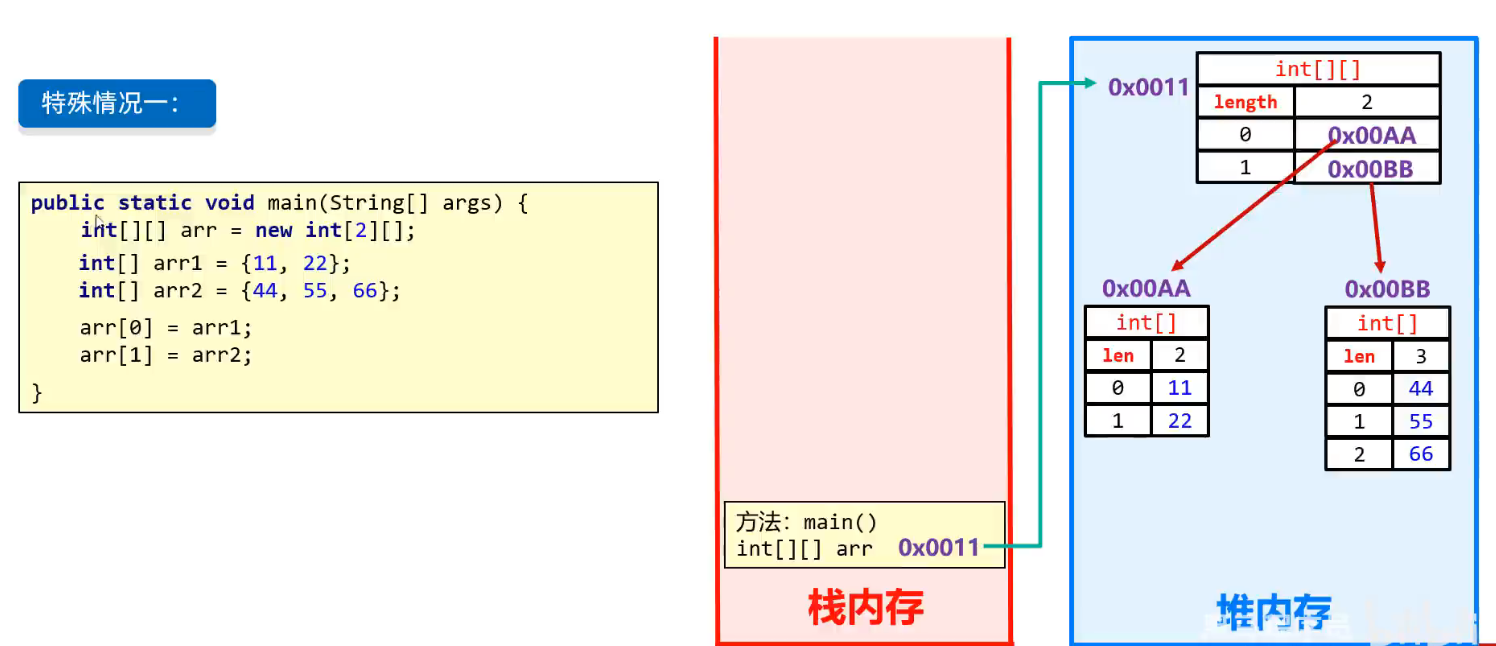 特殊情况一：
public static void main(String[] args) {
int[][] arr = new int[2][];
int[] arr1 = {11, 22};
int[] arr2 = {44, 55, 66};
arr[0] = arr1;
arr[1] = arr2;
}
方法：main()
int[][] arr 0x0011
栈内存
0x0011
int[][]
length 2
0 0x00AA
1 0x00BB
0x00AA
int[]
len 2
0 11
1 22
0x00BB
int[]
len 3
0 44
1 55
2 66
堆内存